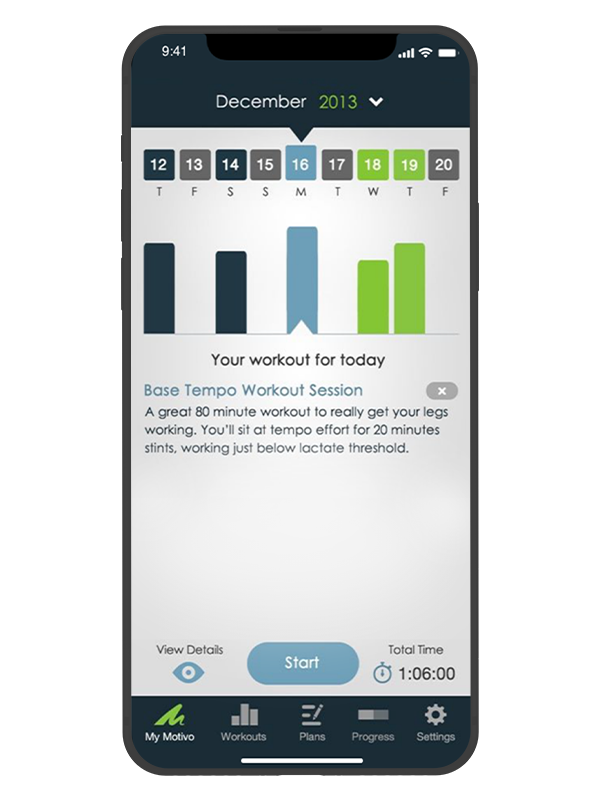 9:41
December 2013
12 13 14 15 16 17 18 19 20
T F S S M T W T F
Your workout for today
Base Tempo Workout Session
A great 80 minute workout to really get your legs
working. You'll sit at tempo effort for 20 minutes
stints, working just below lactate threshold.
View Details
Start
Total Time
1:06:00
My Motivo Workouts Plans Progress Settings